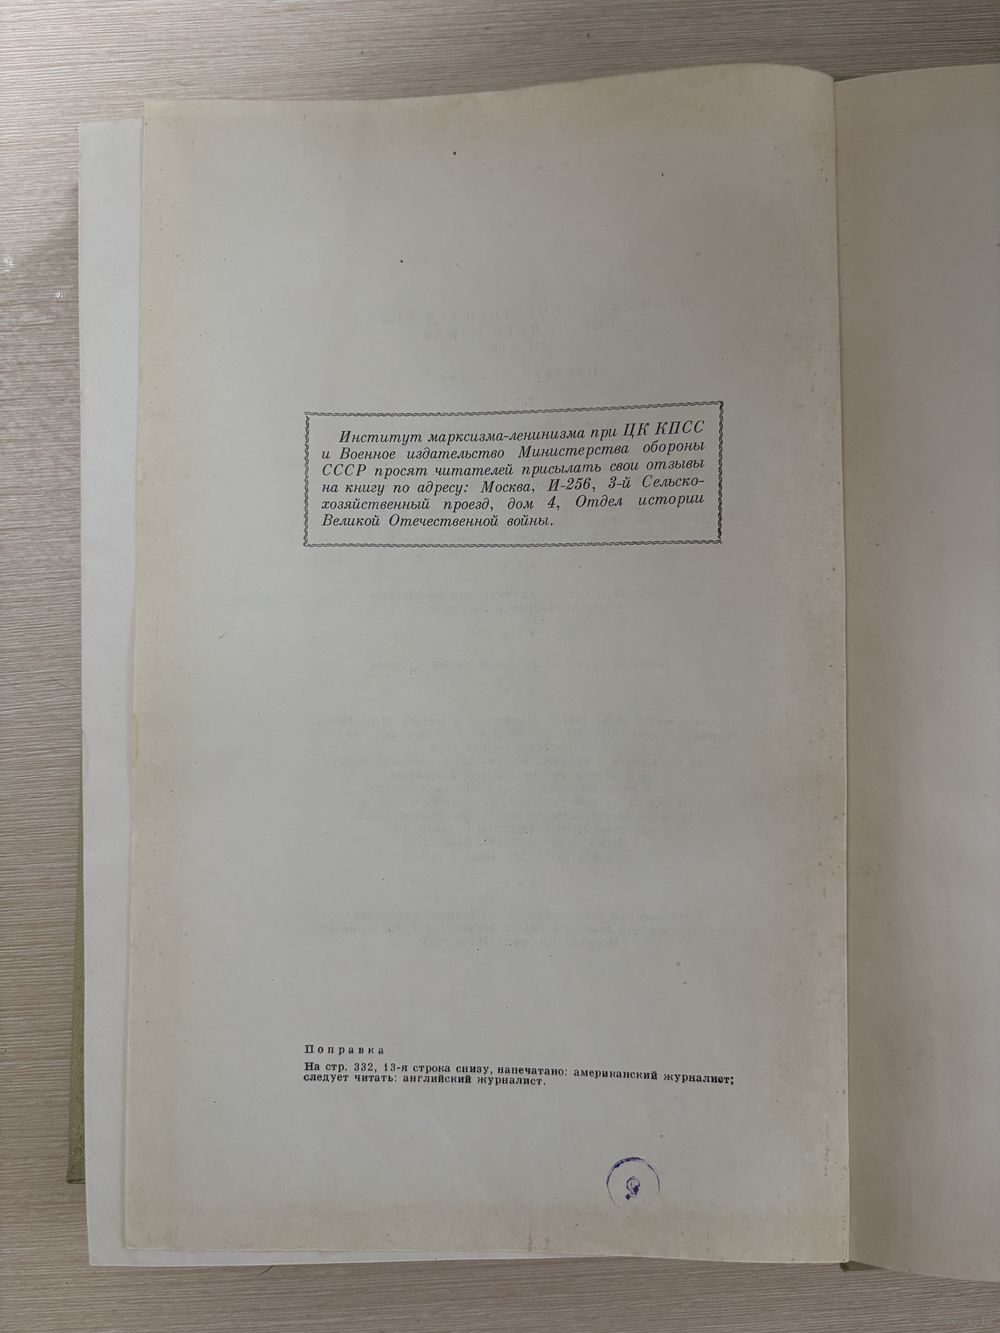 Институт марксизма-ленинизма при ЦК КПСС
и Военное издательство Министерства обороны
СССР просят читателей присылать свои отзывы
на книгу по адресу: Москва, И-256, 3-й Сельско-
хозяйственный проезд, дом 4, Отдел истории
Великой Отечественной войны.
Поправка
На стр. 332, 13-я строка снизу, напечатано: американский журналист;
следует читать: английский журналист.